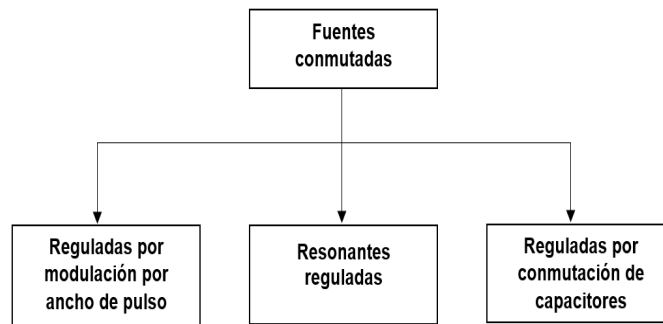 Fuentes
conmutadas
Reguladas por
modulación por
ancho de pulso
Resonantes
reguladas
Reguladas por
conmutación de
capacitores